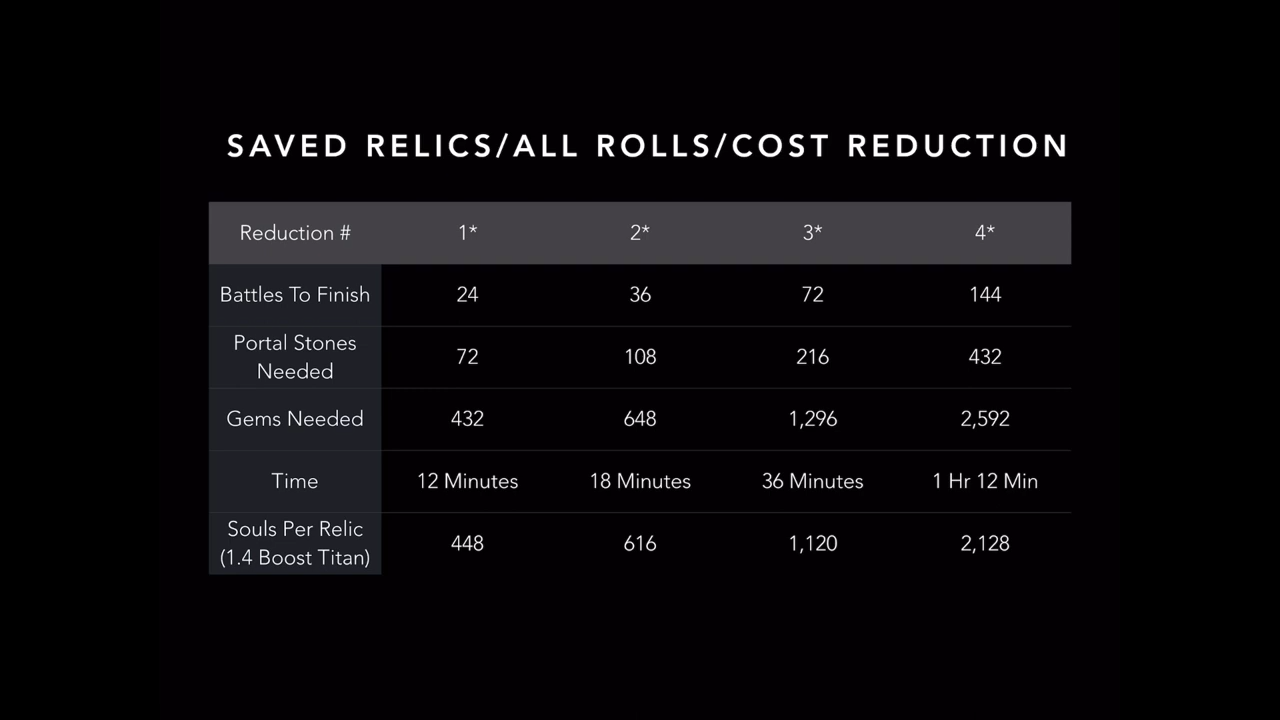 SAVED RELICS/ALL ROLLS/COST REDUCTION
Reduction # 1* 2* 3* 4*
Battles To Finish 24 36 72 144
Portal Stones
Needed 72 108 216 432
Gems Needed 432 648 1,296 2,592
Time 12 Minutes 18 Minutes 36 Minutes 1 Hr 12 Min
Souls Per Relic
(1.4 Boost Titan) 448 616 1,120 2,128